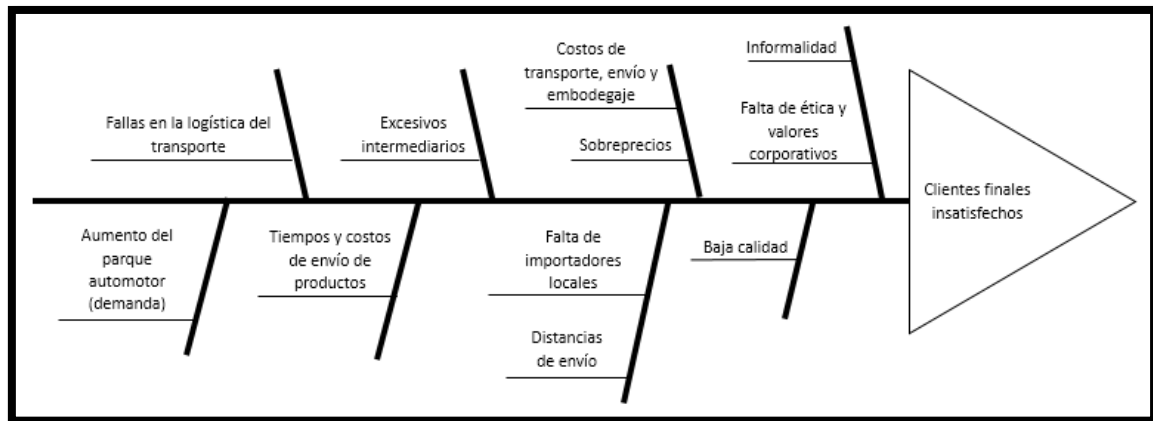 Fallas en la logística del
transporte
Excesivos
intermediarios
Costos de
transporte, envío y
embodegaje
Sobreprecios
Informalidad
Falta de ética y
valores
corporativos
Clientes finales
insatisfechos
Aumento del
parque
automotor
(demanda)
Tiempos y costos
de envío de
productos
Falta de
importadores
locales
Distancias
de envío
Baja calidad